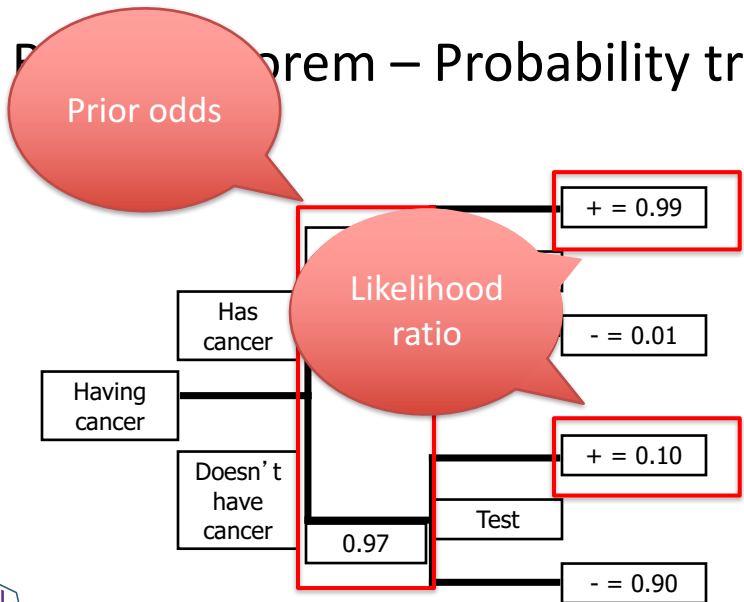 orem – Probability tr
Prior odds
+ = 0.99
Likelihood
ratio
Has
cancer
- = 0.01
Having
cancer
+ = 0.10
Doesn't
have
cancer
Test
0.97
- = 0.90